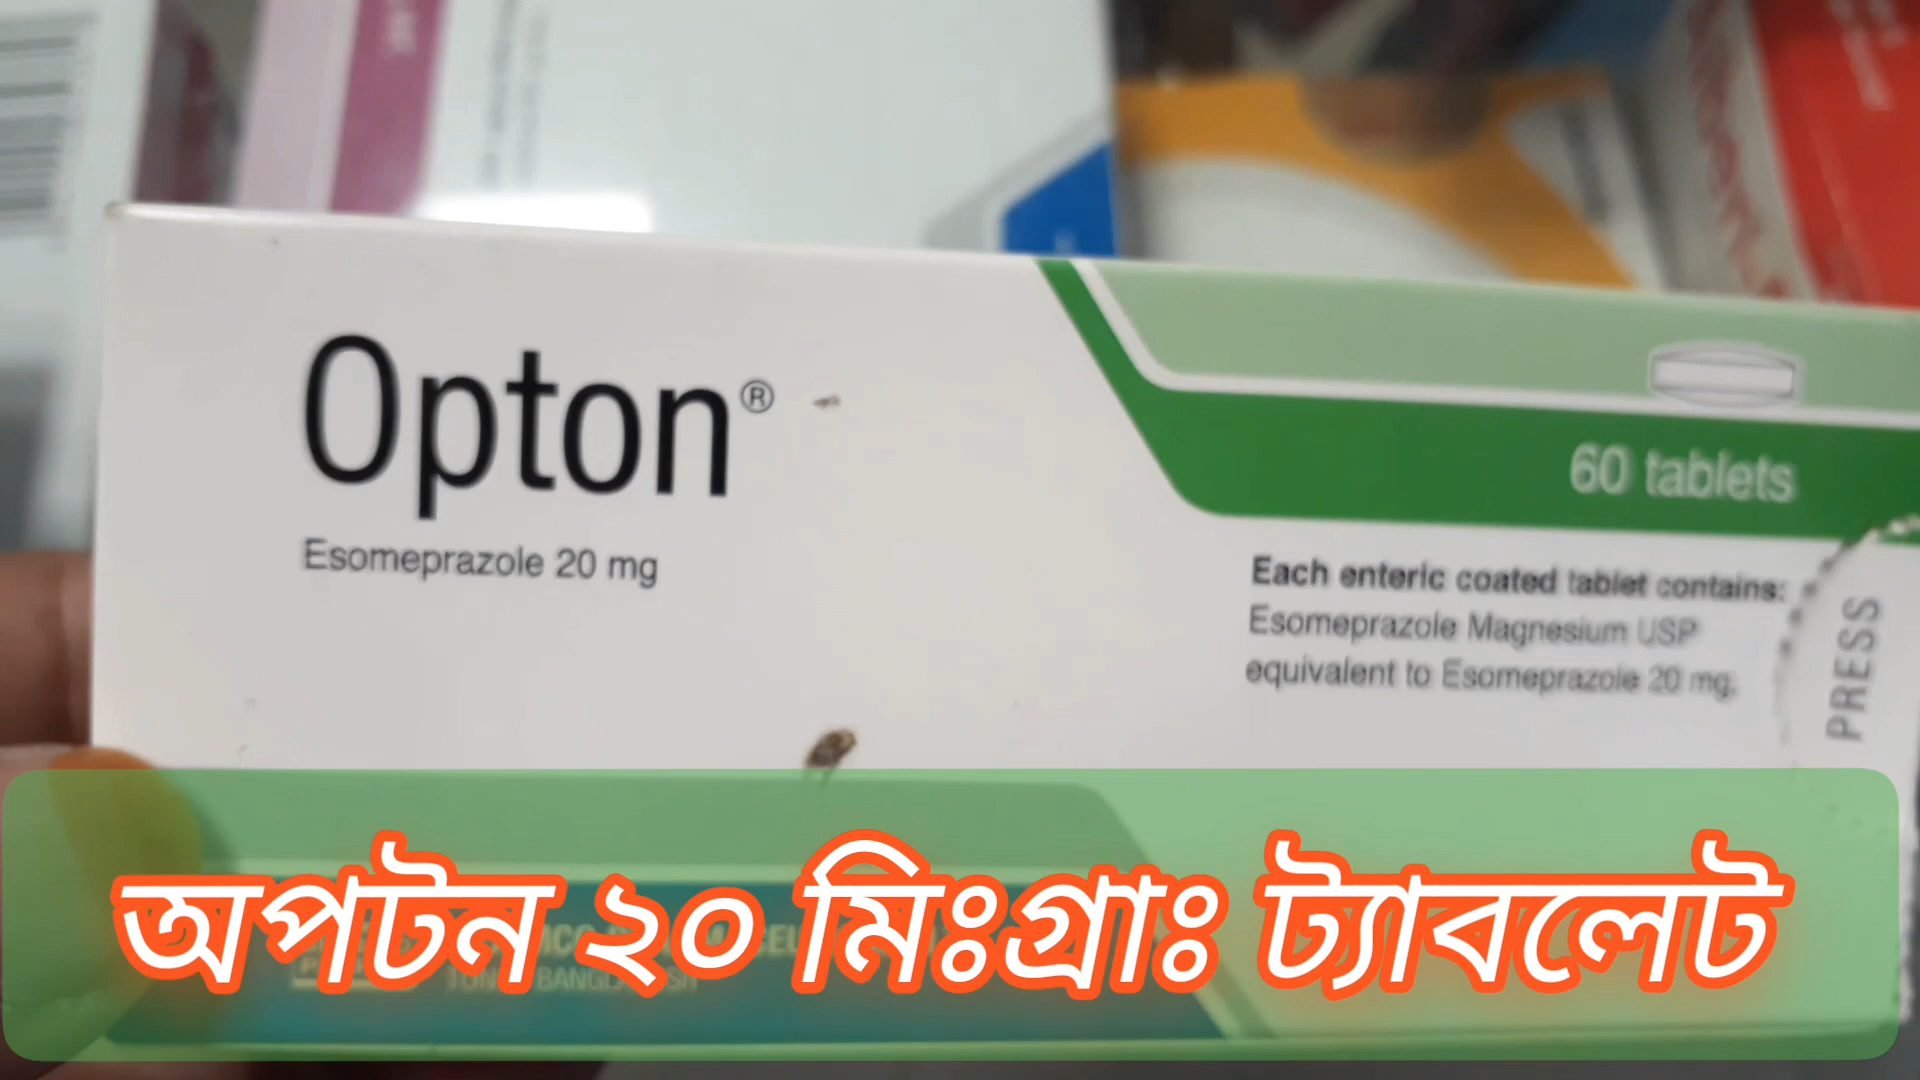 Opton®
Esomeprazole 20 mg
60 tablets
Each enteric coated tablet contains:
Esomeprazole Magnesium USP
equivalent to Esomeprazole 20 mg.
PRESS
অপটন ২০ মিঃগ্রাঃ ট্যাবলেট